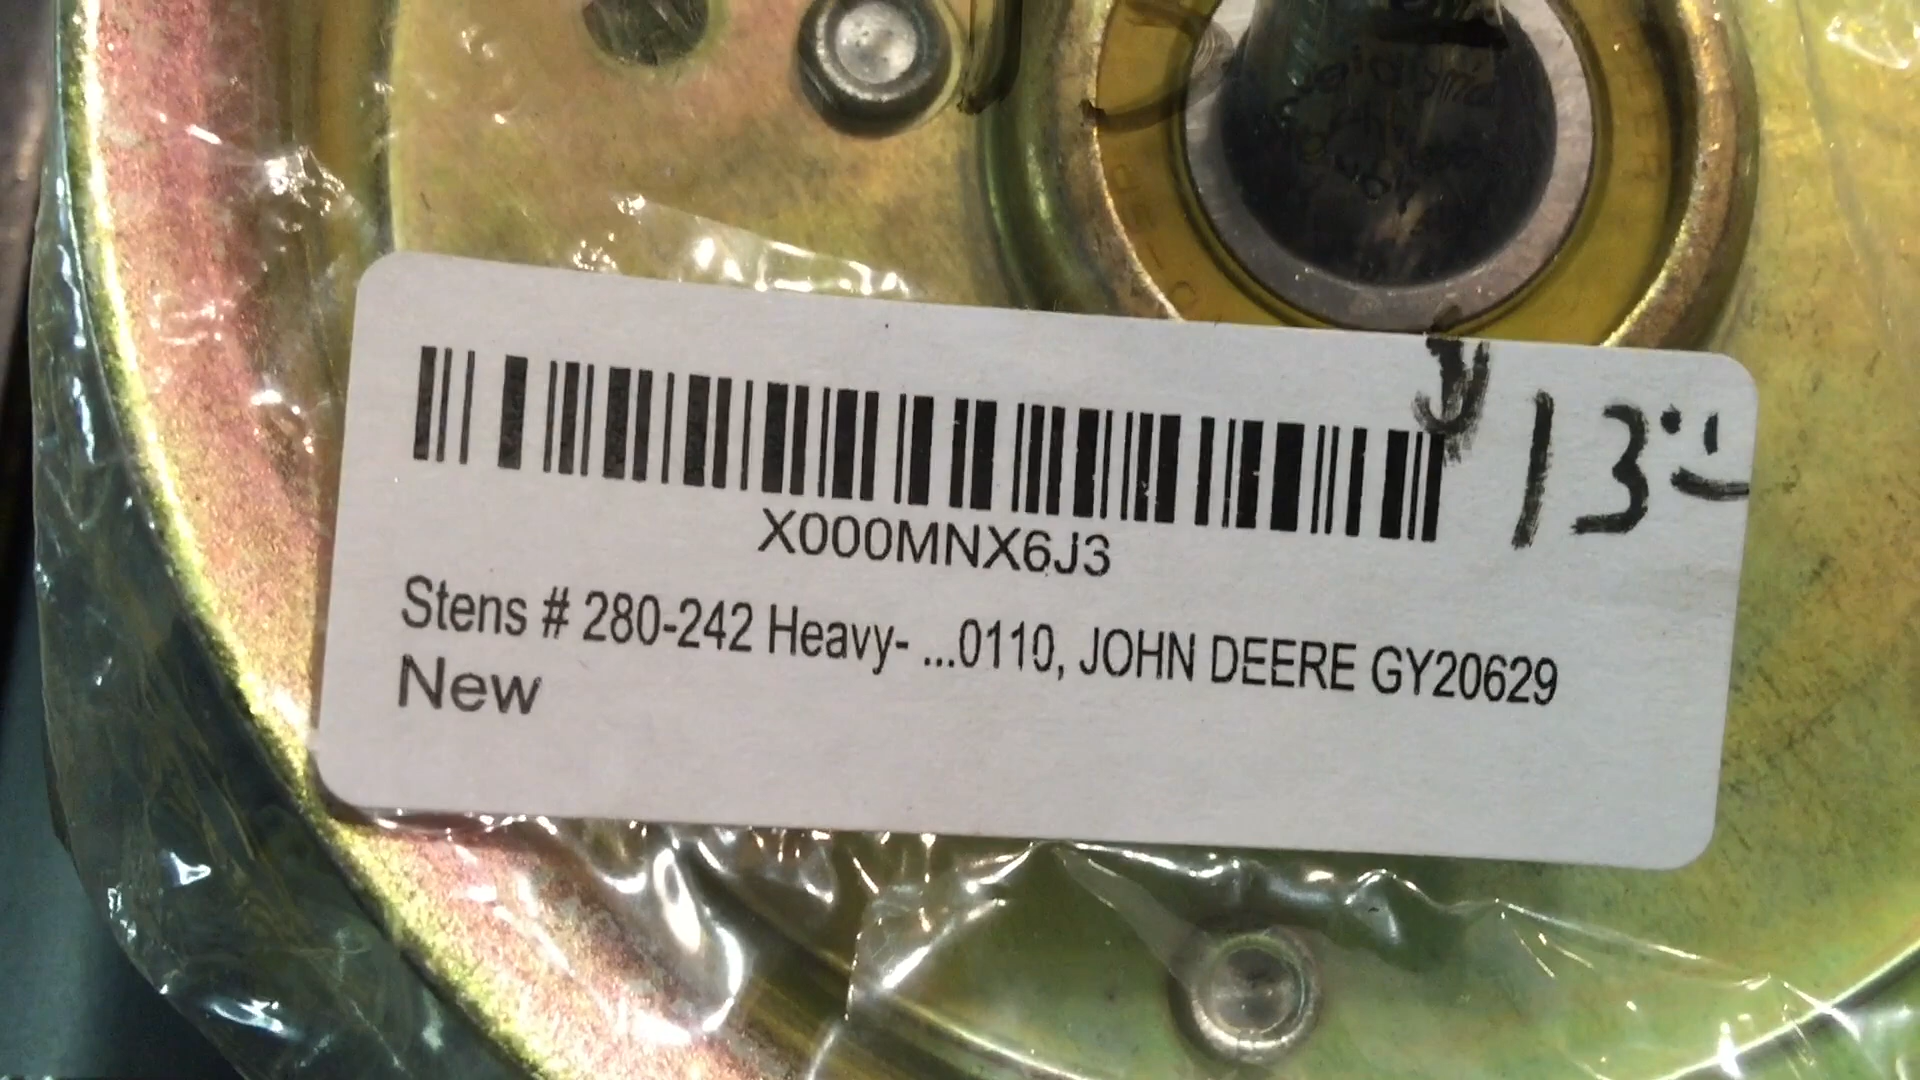 13
X000MNX6J3
Stens # 280-242 Heavy- ...0110, JOHN DEERE GY20629
New